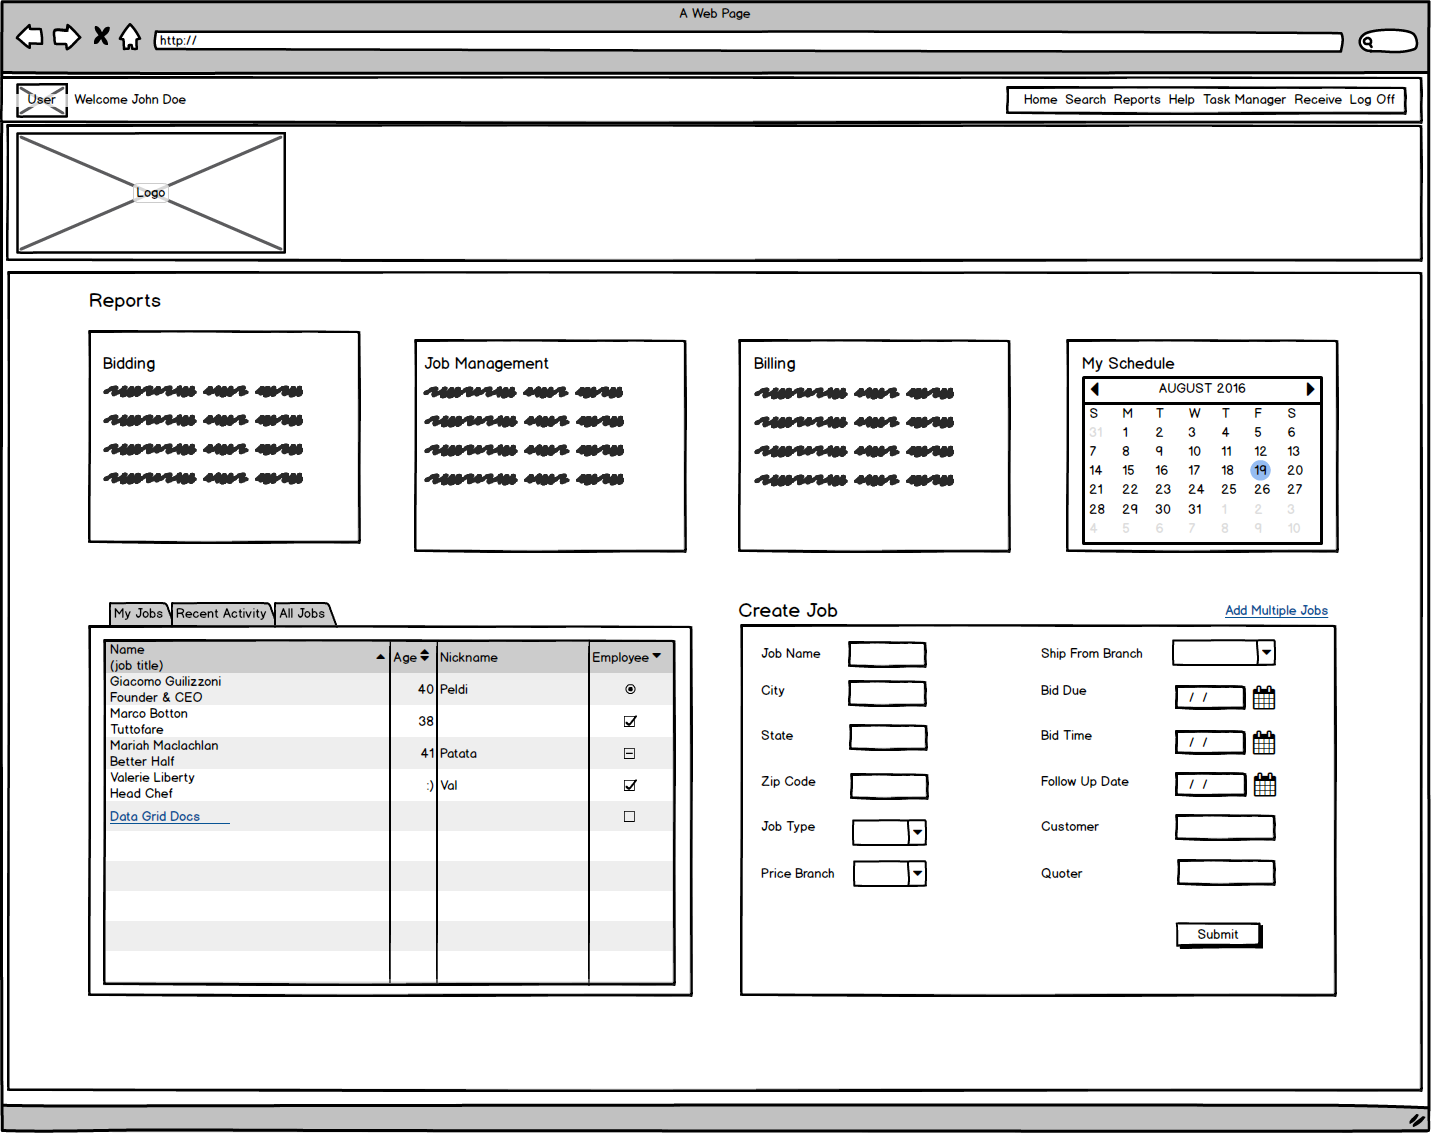 A Web Page
http://
User Welcome John Doe
Home Search Reports Help Task Manager Receive Log Off
Logo
Reports
Bidding
Job Management
Billing
My Schedule
AUGUST 2016
S M T W T F S
31 1 2 3 4 5 6
7 8 9 10 11 12 13
14 15 16 17 18 19 20
21 22 23 24 25 26 27
28 29 30 31 1 2 3
4 5 6 7 8 9 10
My Jobs Recent Activity All Jobs
Name
(job title)
Age Nickname Employee
Giacomo Guilizzoni
Founder & CEO
40 Peldi
Marco Botton
Tuttofare
38
Mariah Maclachlan
Better Half
41 Patata
Valerie Liberty
Head Chef
:) Val
Data Grid Docs
Create Job
Add Multiple Jobs
Job Name
City
State
Zip Code
Job Type
Price Branch
Ship From Branch
Bid Due / /
Bid Time / /
Follow Up Date / /
Customer
Quoter
Submit